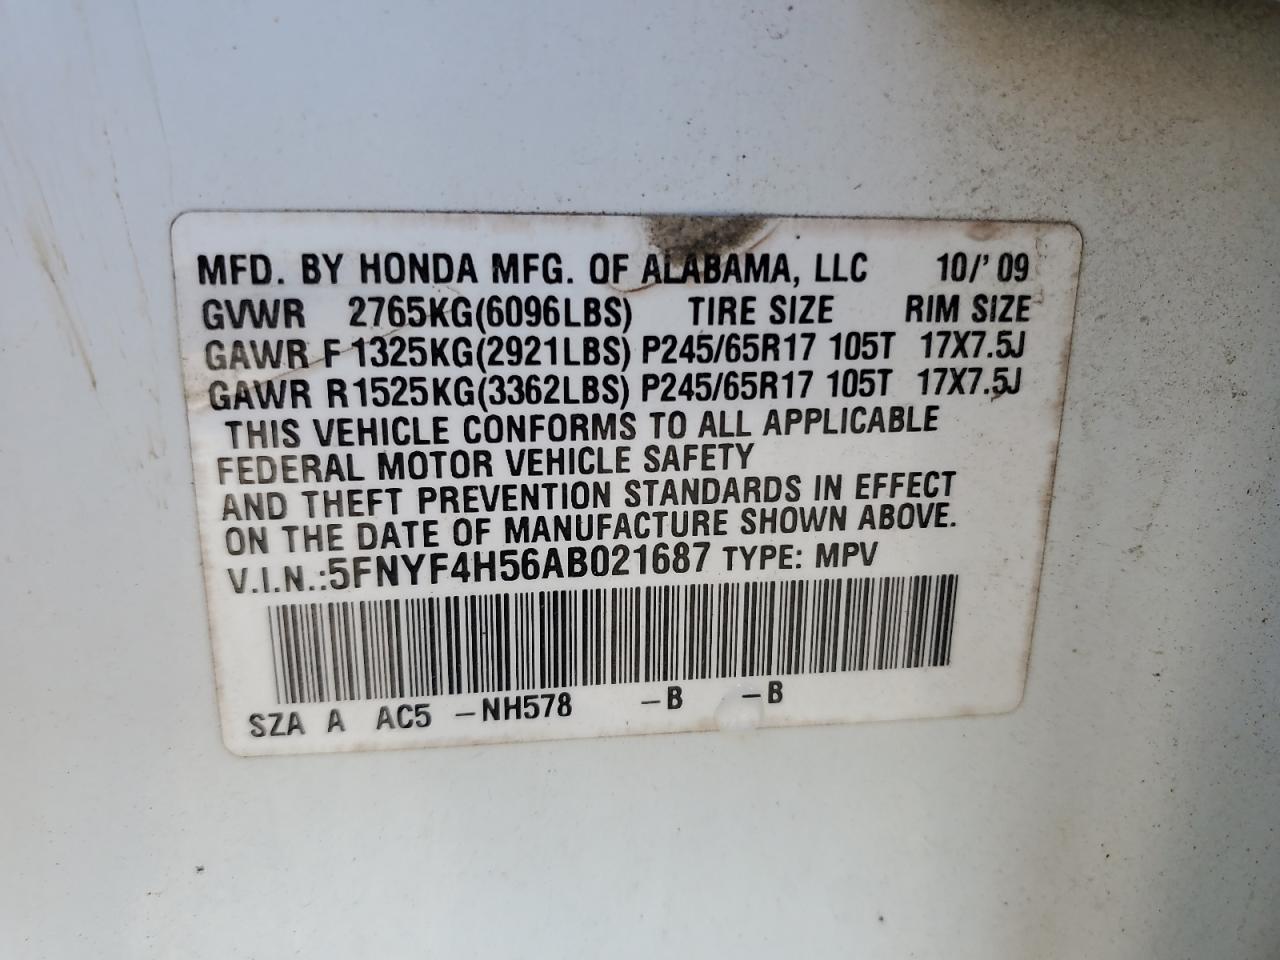 MFD. BY HONDA MFG. OF ALABAMA, LLC 10/'09
GVWR 2765KG(6096LBS) TIRE SIZE RIM SIZE
GAWR F 1325KG(2921LBS) P245/65R17 105T 17X7.5J
GAWR R 1525KG(3362LBS) P245/65R17 105T 17X7.5J
THIS VEHICLE CONFORMS TO ALL APPLICABLE
FEDERAL MOTOR VEHICLE SAFETY
AND THEFT PREVENTION STANDARDS IN EFFECT
ON THE DATE OF MANUFACTURE SHOWN ABOVE.
V.I.N.:5FNYF4H56AB021687 TYPE: MPV
SZA A AC5 –NH578 –B –B